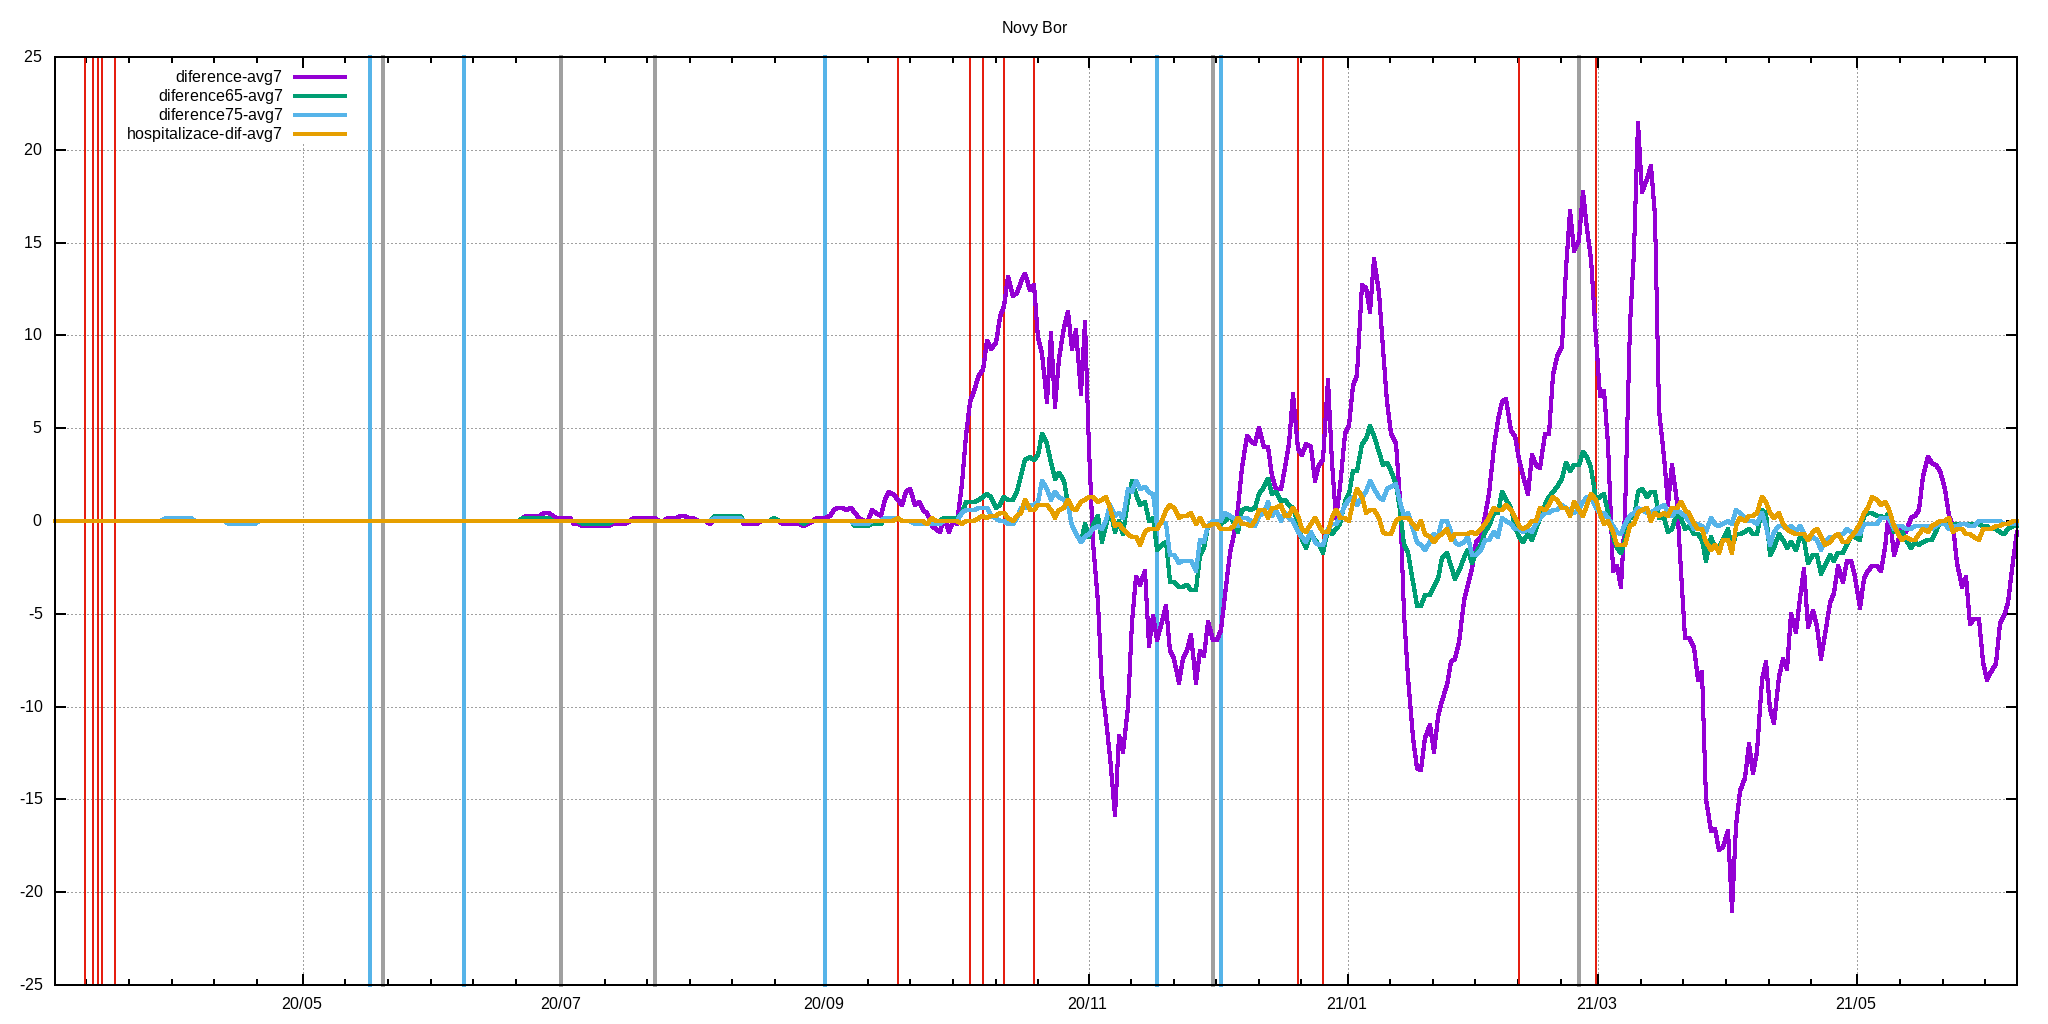 Novy Bor
25
20
15
10
5
0
-5
-10
-15
-20
-25
diference-avg7
diference65-avg7
diference75-avg7
hospitalizace-dif-avg7
20/05 20/07 20/09 20/11 21/01 21/03 21/05